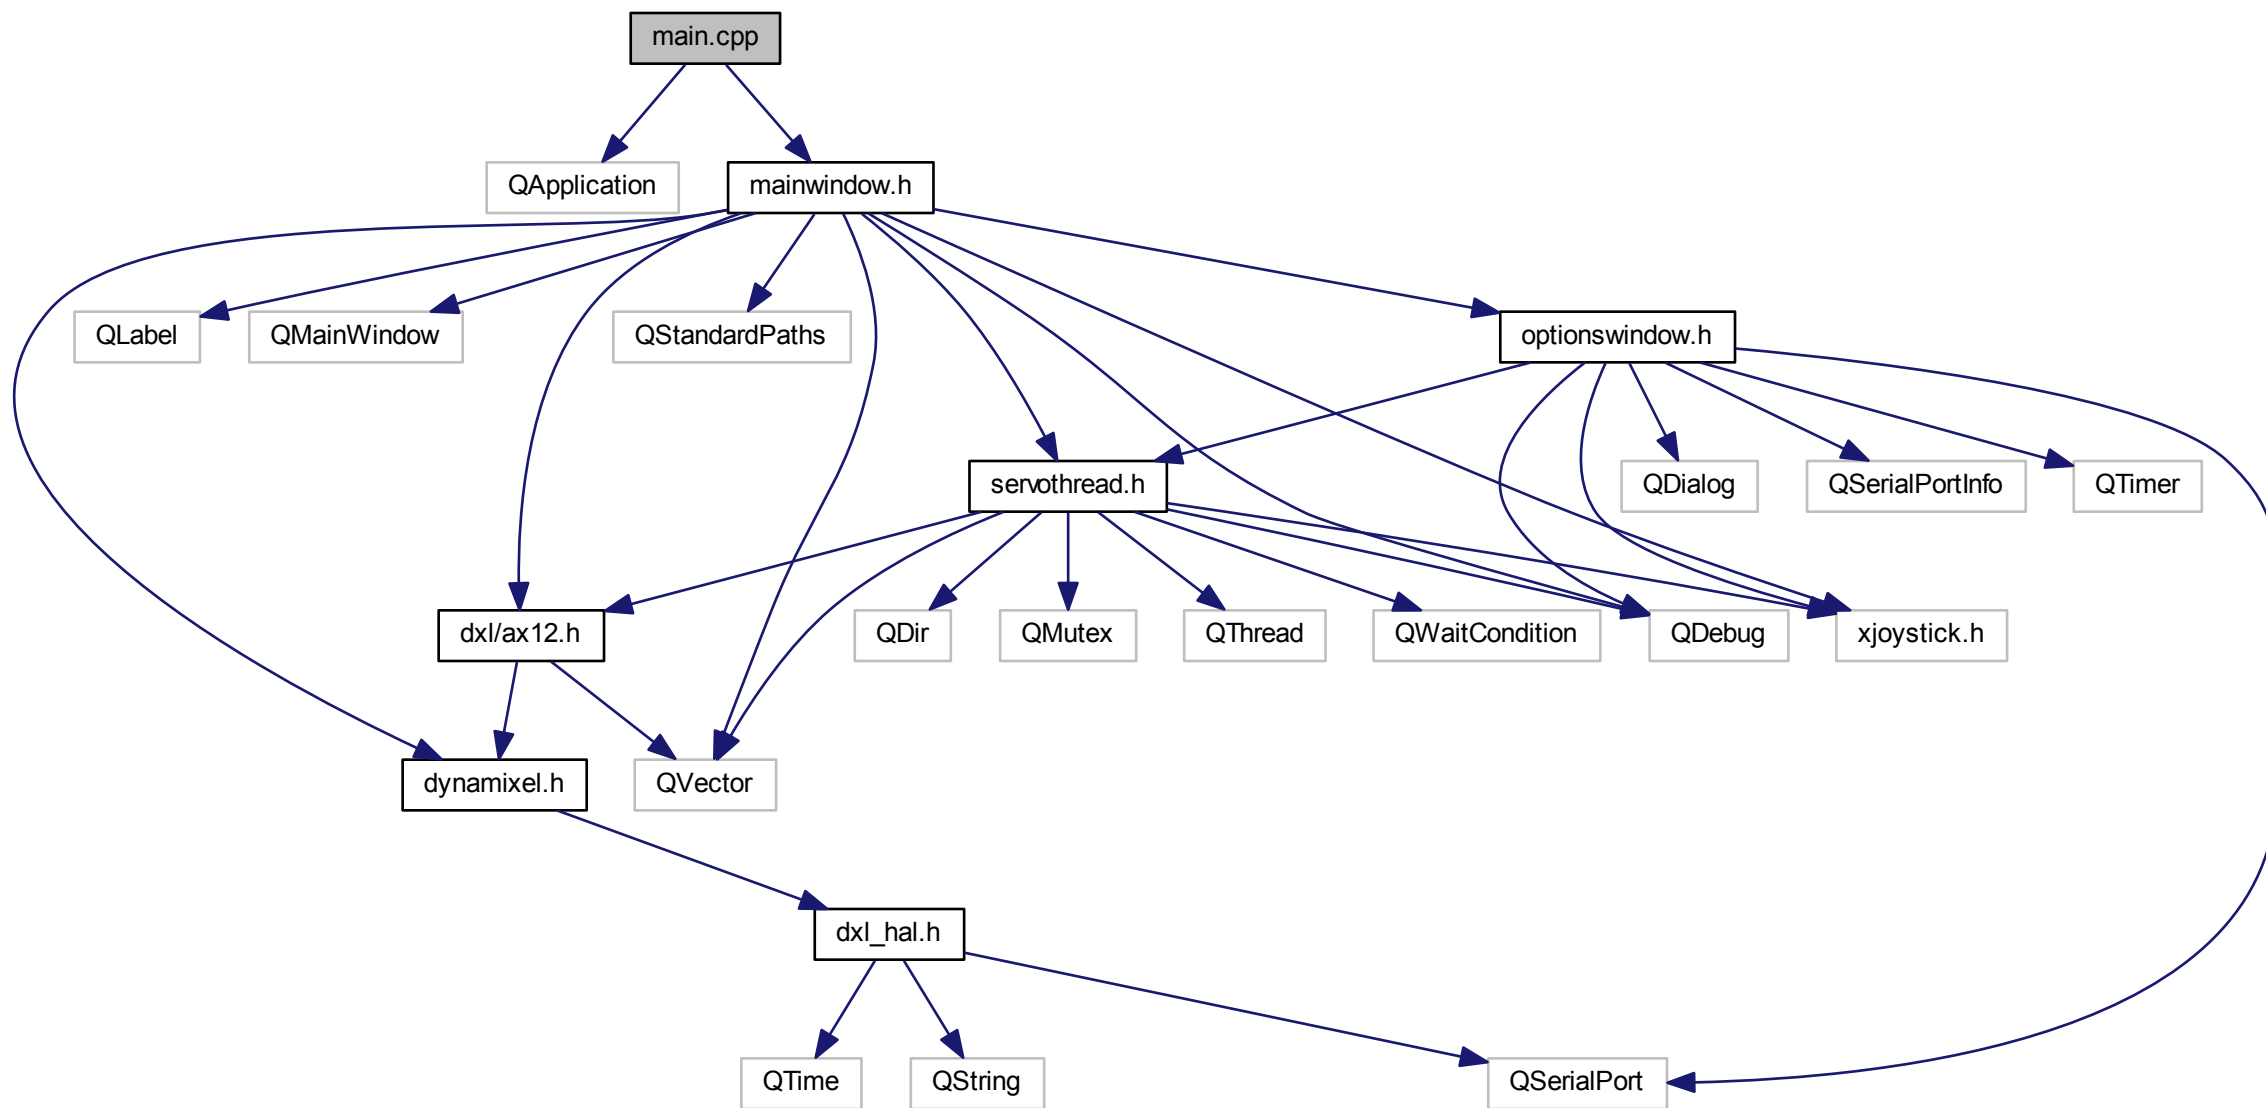 main.cpp
QApplication
mainwindow.h
QLabel
QMainWindow
QStandardPaths
optionswindow.h
servothread.h
QDialog
QSerialPortInfo
QTimer
dxl/ax12.h
QDir
QMutex
QThread
QWaitCondition
QDebug
xjoystick.h
dynamixel.h
QVector
dxl_hal.h
QTime
QString
QSerialPort